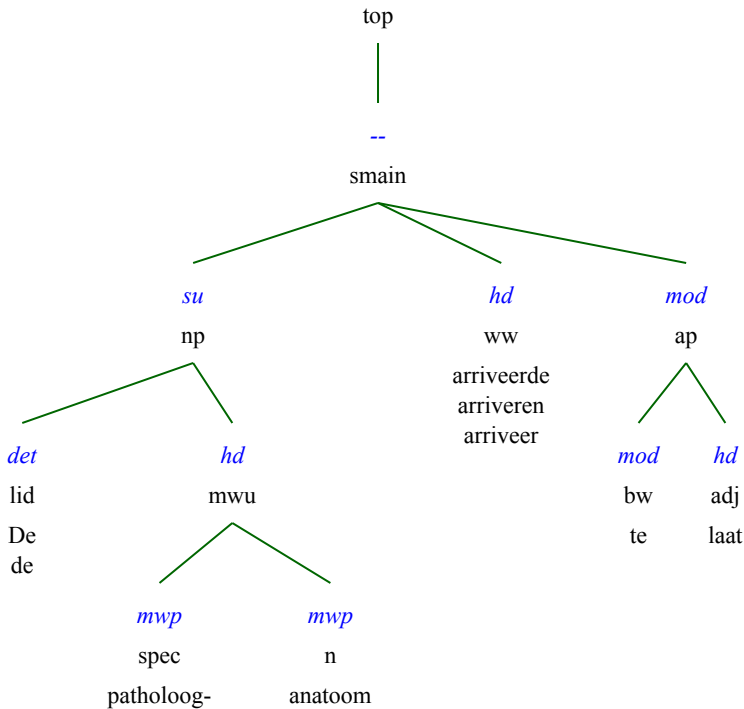 top
--
smain
su hd mod
np ww ap
arriveerde
arriveren
arriveer
det hd mod hd
lid mwu bw adj
De te laat
de
mwp mwp
spec n
patholoog- anatoom